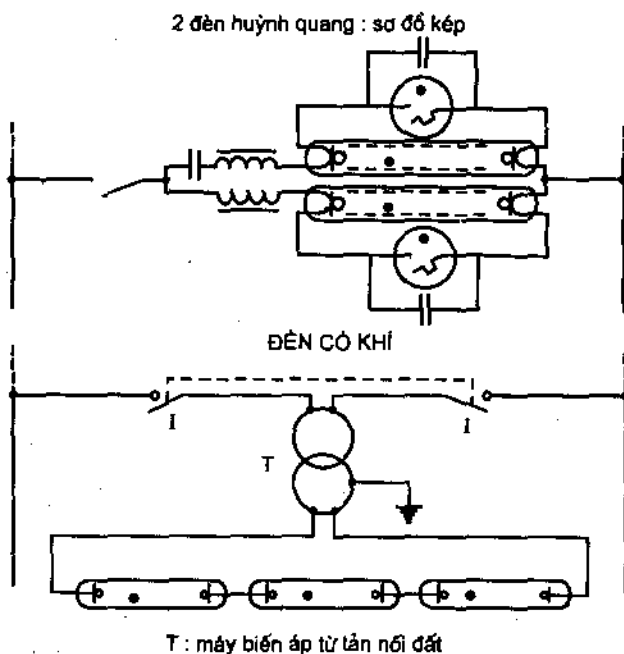 2 đèn huỳnh quang : sơ đồ kép
ĐÈN CÓ KHÍ
I
I
T
T : máy biến áp từ tản nối đất